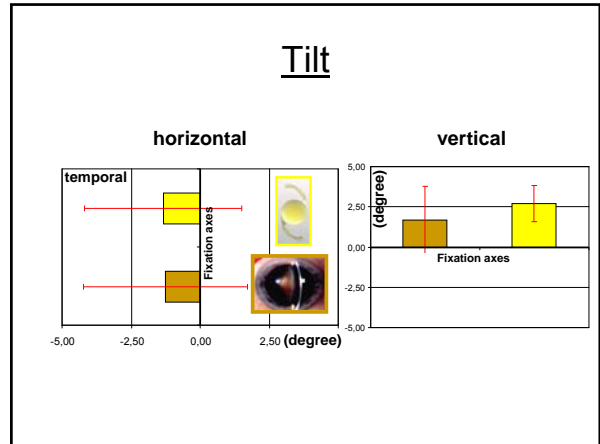 Tilt
horizontal
temporal
Fixation axes
-5,00 -2,50 0,00 2,50 (degree)
vertical
(degree)
5,00
2,50
0,00
Fixation axes
-2,50
-5,00